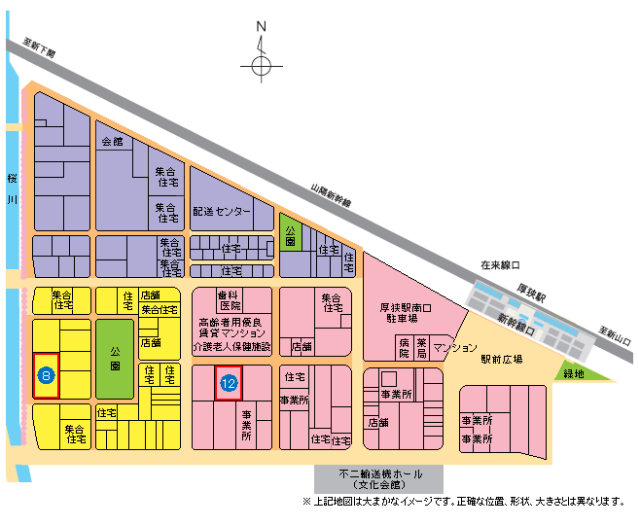 N
至新下関
会館
集合
住宅
桜川
集合
住宅
配送センター
山陽新幹線
公園
集合
住宅
住宅
住宅
住宅
住宅
在来線口
厚狭駅
新幹線口
至新山口
集合
住宅
住宅
店舗
集合住宅
店舗
歯科
医院
高齢者用優良
賃貸マンション
介護老人保健施設
集合
住宅
店舗
厚狭駅南口
駐車場
病院
薬局
マンション
駅前広場
緑地
公園
8
住宅
住宅
12
住宅
事業所
事業所
店舗
住宅
集合
住宅
事業所
住宅
住宅
事業所
事業所
不二輸送機ホール
(文化会館)
※ 上記地図は大まかなイメージです。正確な位置、形状、大きさとは異なります。